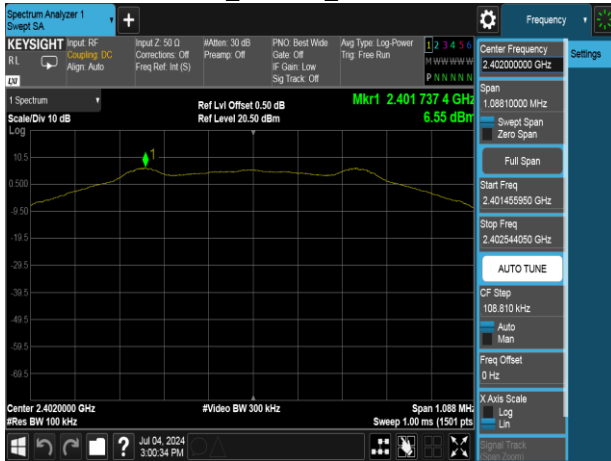 Spectrum Analyzer 1
Swept SA
+
Frequency
KEYSIGHT
RL
LXI
Input: RF
Coupling: DC
Align: Auto
Input Z: 50 Ω
Corrections: Off
Freq Ref: Int (S)
#Atten: 30 dB
Preamp: Off
PNO: Best Wide
Gate: Off
IF Gain: Low
Sig Track: Off
Avg Type: Log-Power
Trig: Free Run
1 2 3 4 5 6
M W W W W W
P N N N N N
1 Spectrum
Scale/Div 10 dB
Ref Lvl Offset 0.50 dB
Ref Level 20.50 dBm
Mkr1 2.401 737 4 GHz
6.55 dBm
Log
1
10.5
0.500
-9.50
-19.5
-29.5
-39.5
-49.5
-59.5
-69.5
Center 2.4020000 GHz
#Res BW 100 kHz
#Video BW 300 kHz
Span 1.088 MHz
Sweep 1.00 ms (1501 pts
?
Jul 04, 2024
3:00:34 PM
Center Frequency
2.402000000 GHz
Span
1.08810000 MHz
Swept Span
Zero Span
Full Span
Start Freq
2.401455950 GHz
Stop Freq
2.402544050 GHz
AUTO TUNE
CF Step
108.810 kHz
Auto
Man
Freq Offset
0 Hz
X Axis Scale
Log
Lin
Signal Track
(Span Zoom)
Settings